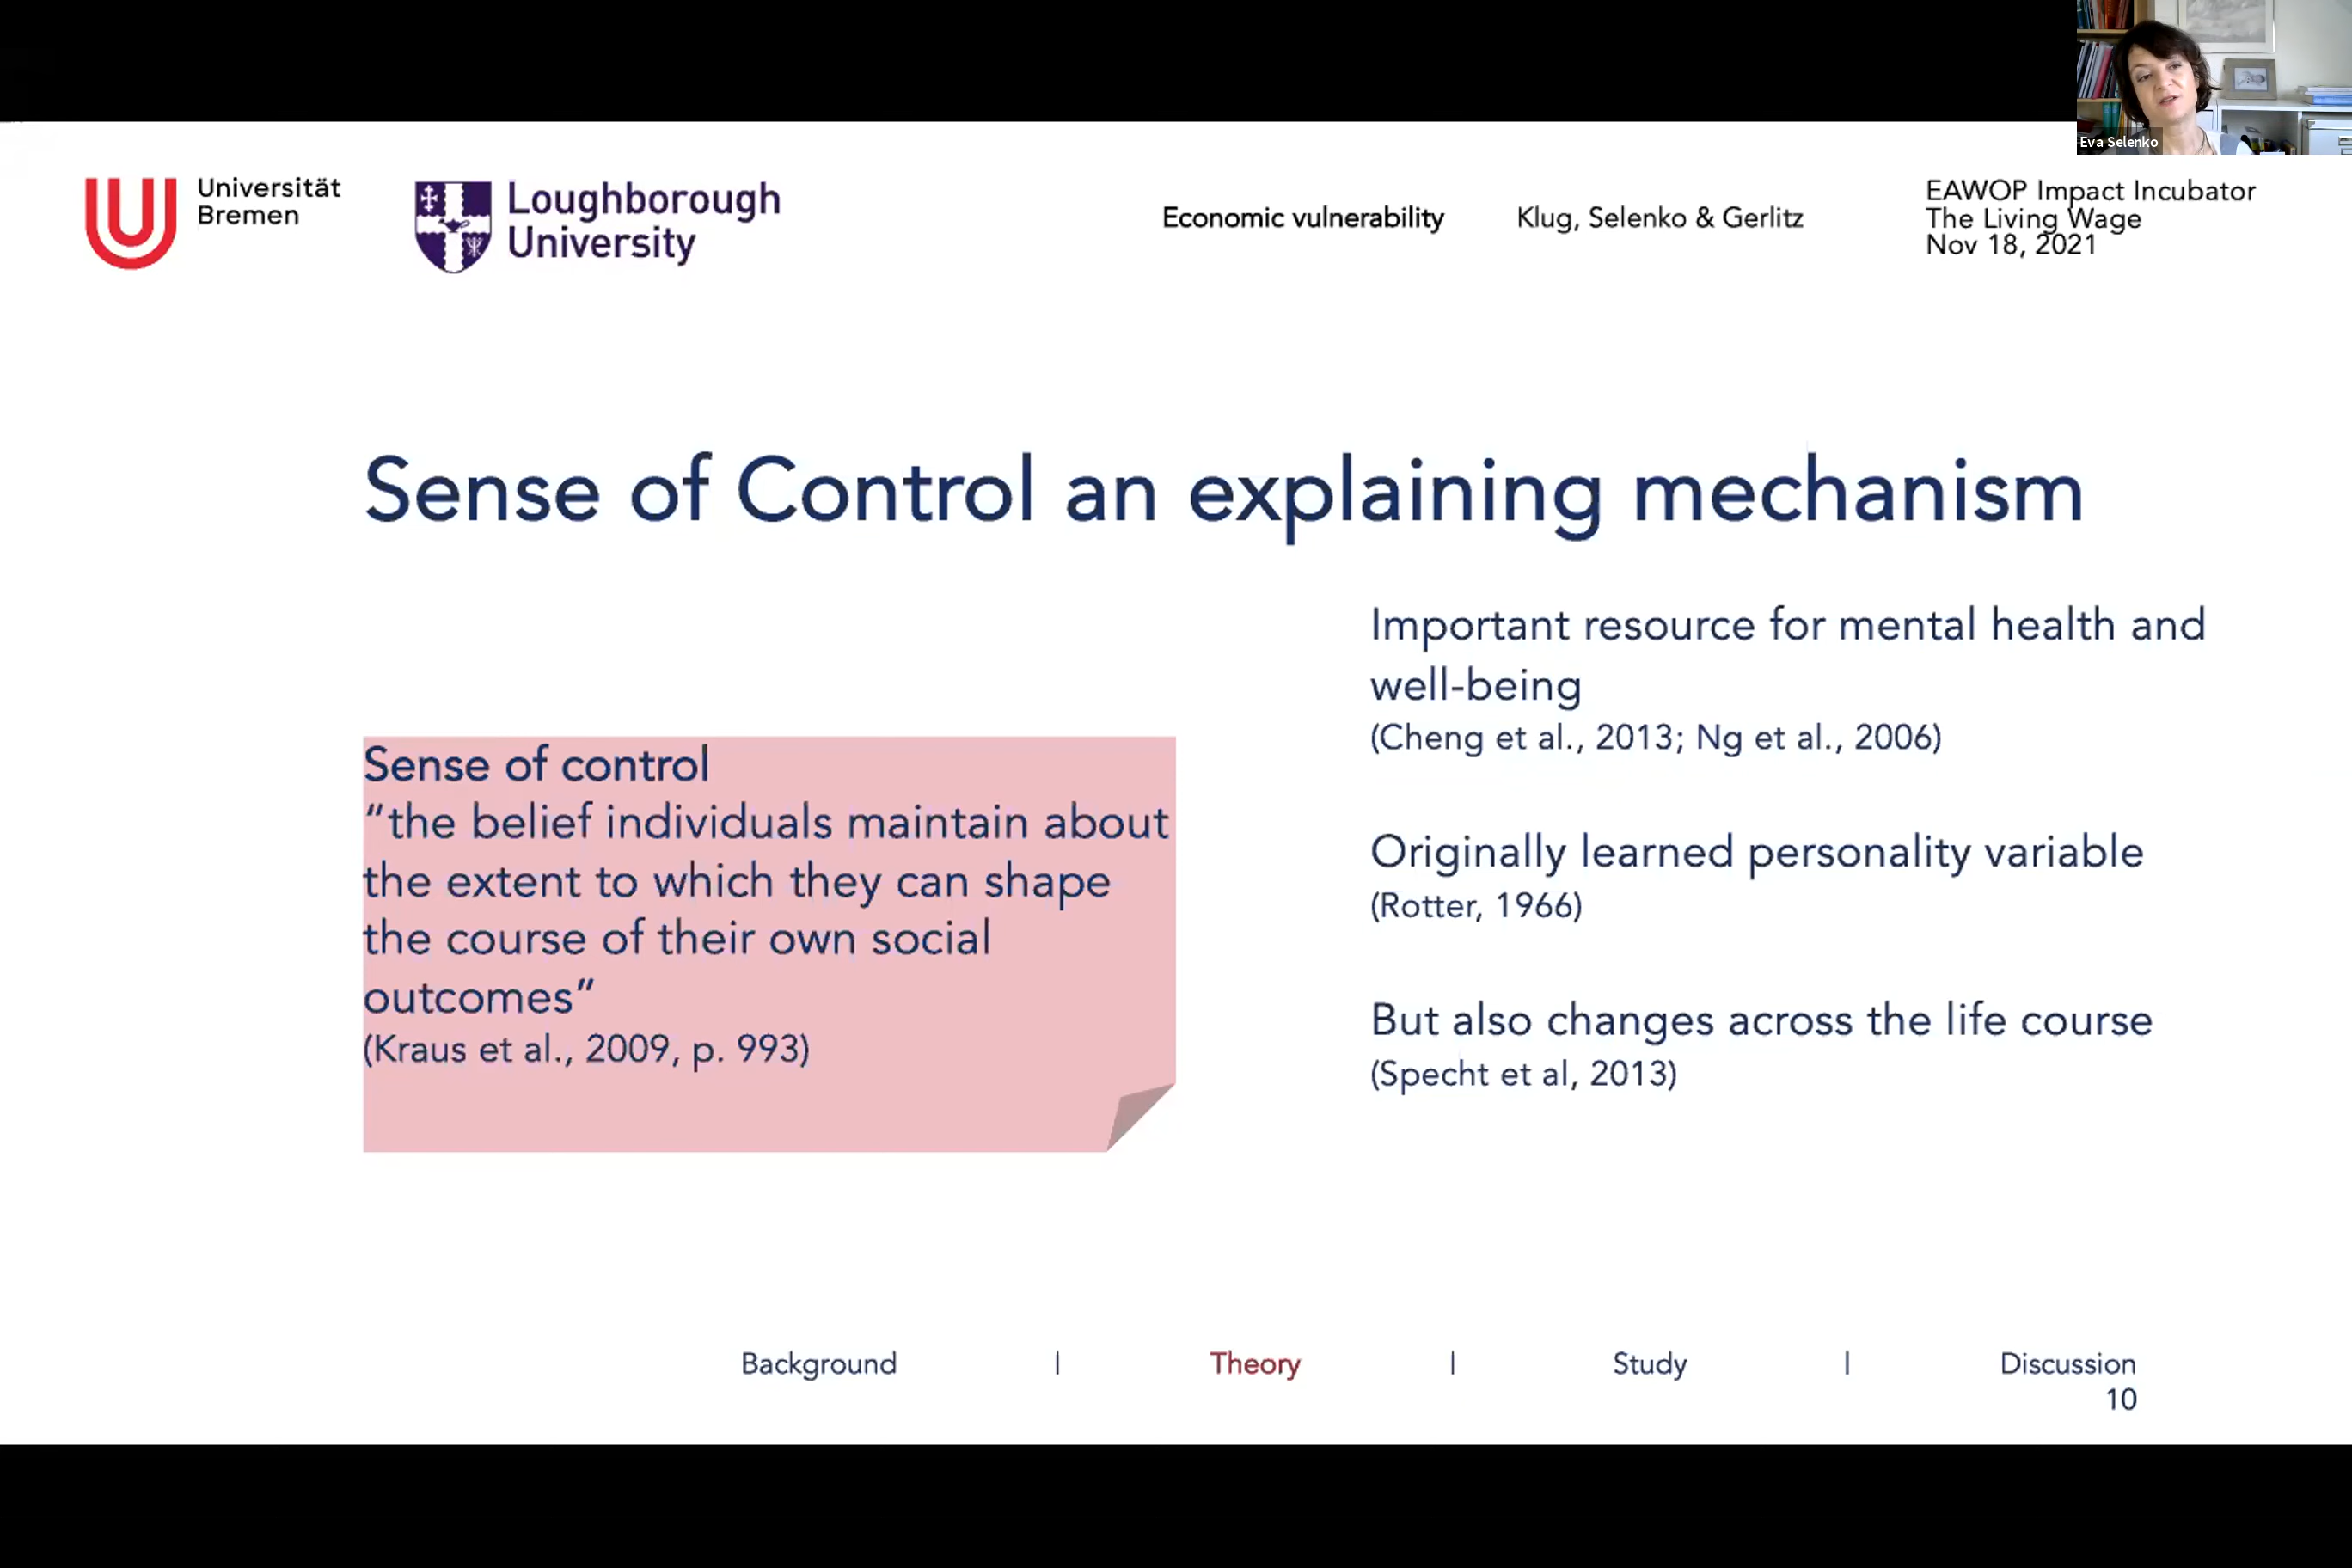 Eva Selenko
Universität
Bremen
Loughborough
University
Economic vulnerability
Klug, Selenko & Gerlitz
EAWOP Impact Incubator
The Living Wage
Nov 18, 2021
Sense of Control an explaining mechanism
Sense of control
“the belief individuals maintain about
the extent to which they can shape
the course of their own social
outcomes”
(Kraus et al., 2009, p. 993)
Important resource for mental health and
well-being
(Cheng et al., 2013; Ng et al., 2006)
Originally learned personality variable
(Rotter, 1966)
But also changes across the life course
(Specht et al, 2013)
Background | Theory | Study | Discussion
10